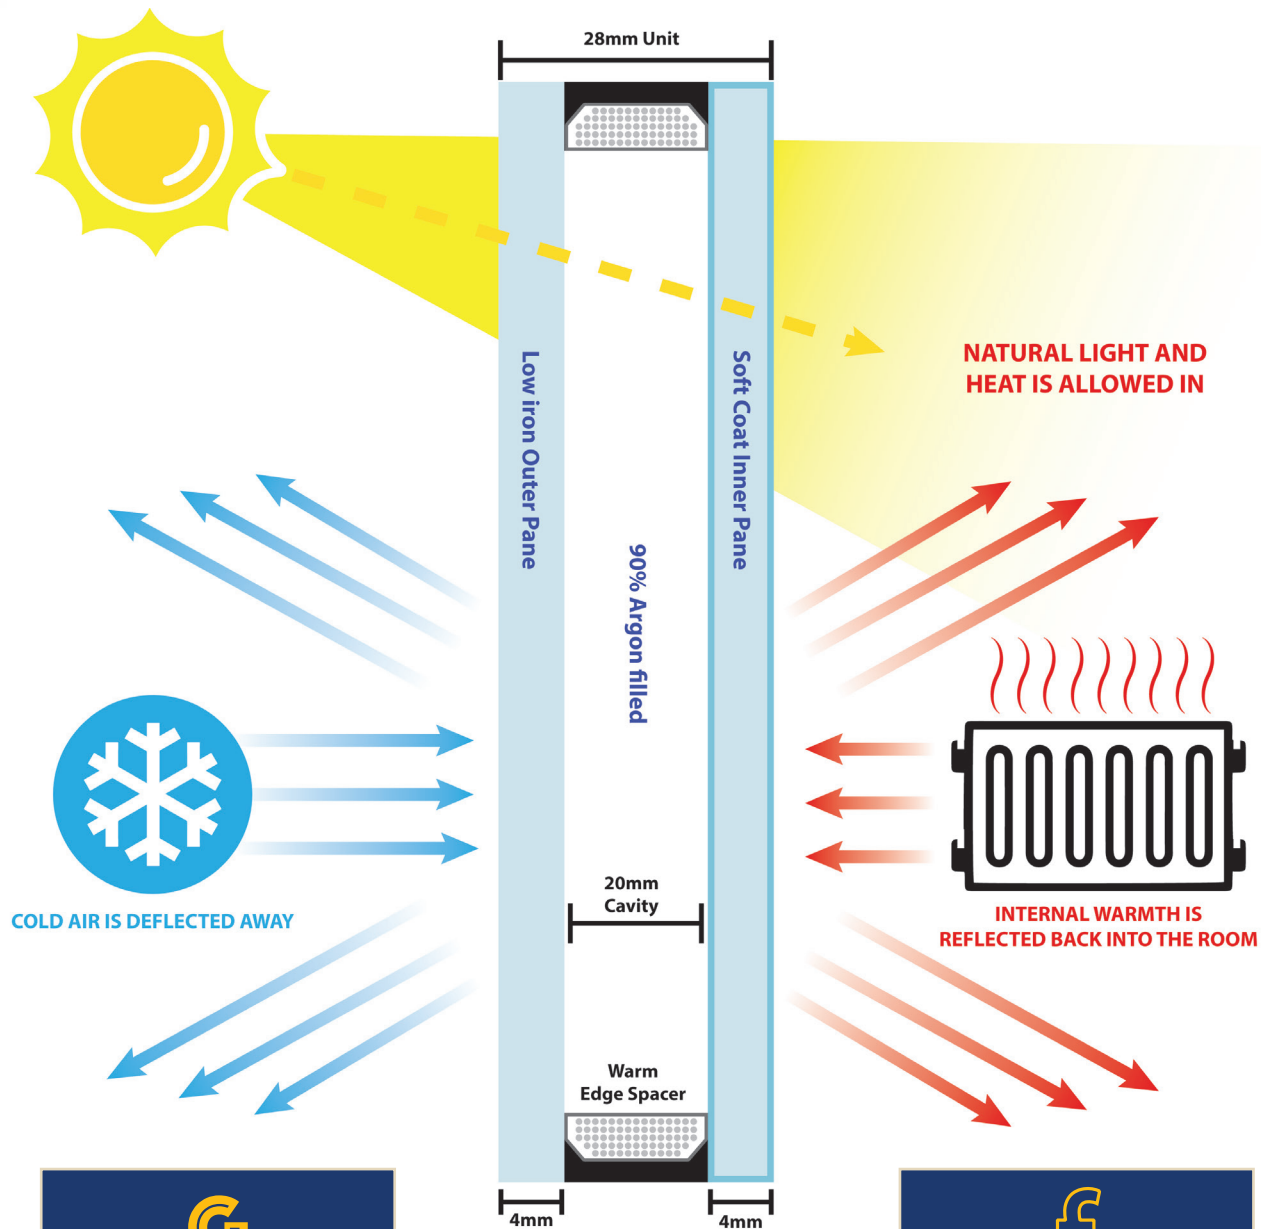 28mm Unit
Low iron Outer Pane
Soft Coat Inner Pane
NATURAL LIGHT AND
HEAT IS ALLOWED IN
90% Argon filled
20mm
Cavity
COLD AIR IS DEFLECTED AWAY
INTERNAL WARMTH IS
REFLECTED BACK INTO THE ROOM
Warm
Edge Spacer
4mm
4mm